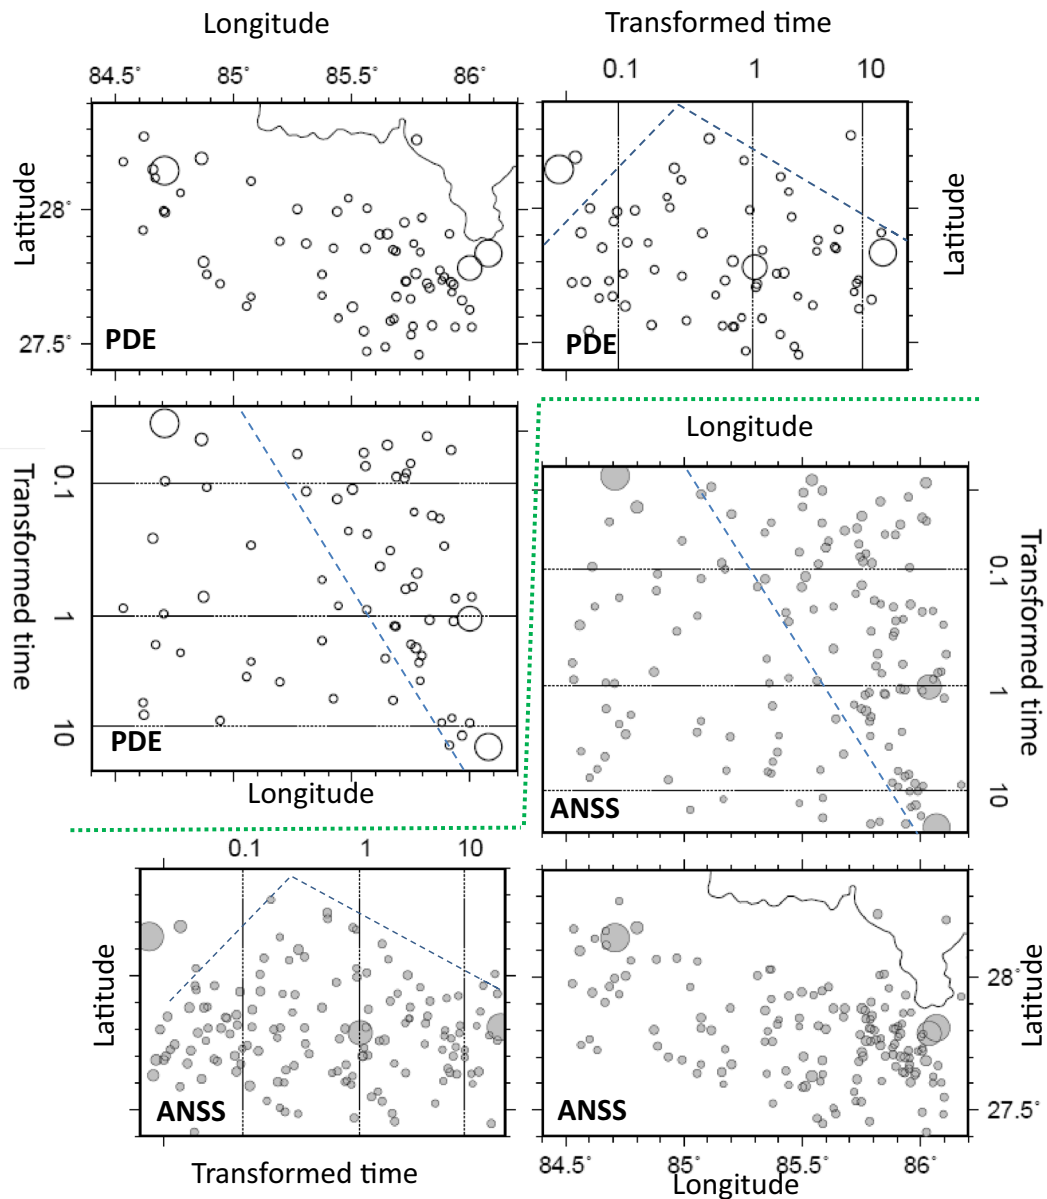 Longitude
84.5° 85° 85.5° 86°
Latitude
28°
27.5°
PDE
Transformed time
0.1 1 10
Latitude
PDE
Transformed time
0.1
1
10
PDE
Longitude
Longitude
Transformed time
0.1
1
10
ANSS
0.1 1 10
Latitude
ANSS
Transformed time
Latitude
28°
27.5°
ANSS
84.5° 85° 85.5° 86°
Longitude